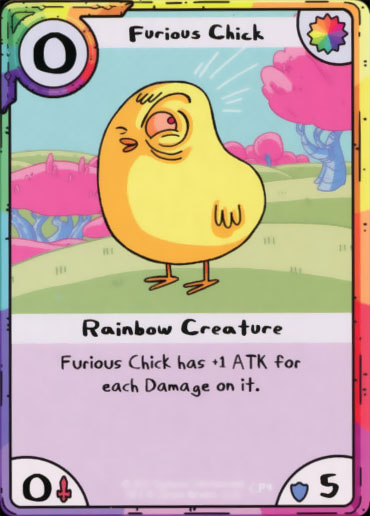 0
Furious Chick
Rainbow Creature
Furious Chick has +1 ATK for
each Damage on it.
0
5